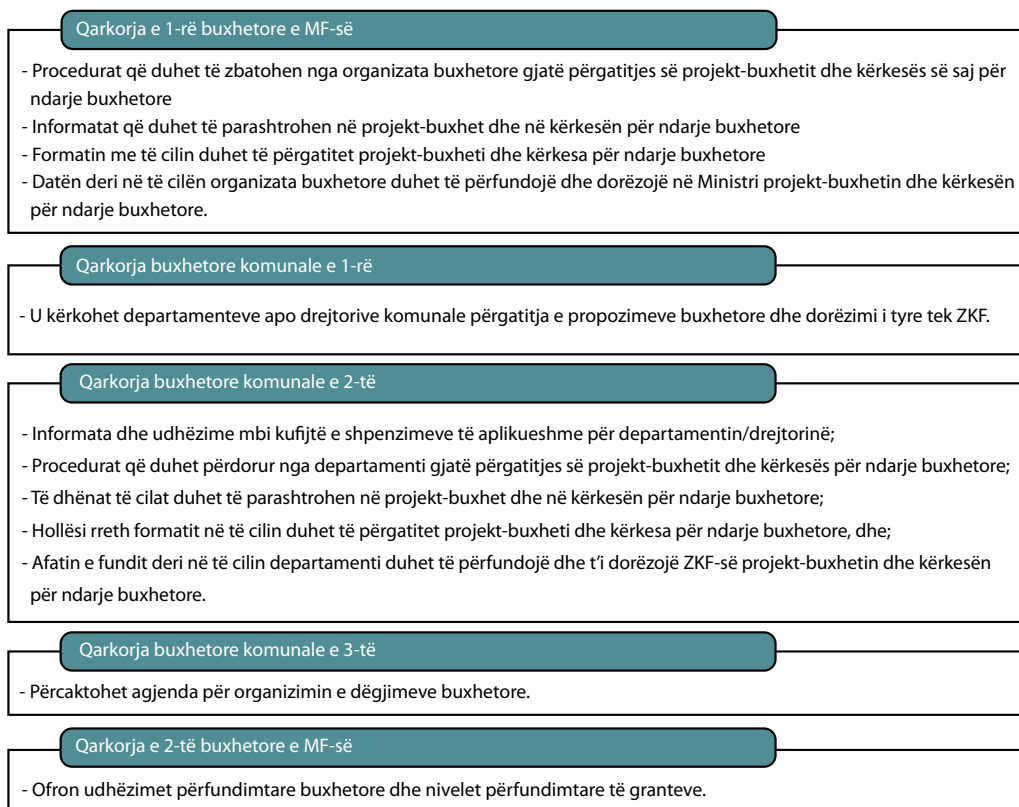 Qarkorja e 1-rë buxhetore e MF-së
- Procedurat që duhet të zbatohen nga organizata buxhetore gjatë përgatitjes së projekt-buxhetit dhe kërkesës së saj për
ndarje buxhetore
- Informatat që duhet të parashtrohen në projekt-buxhet dhe në kërkesën për ndarje buxhetore
- Formatin me të cilin duhet të përgatitet projekt-buxheti dhe kërkesa për ndarje buxhetore
- Datën deri në të cilën organizata buxhetore duhet të përfundojë dhe dorëzojë në Ministri projekt-buxhetin dhe kërkesën
për ndarje buxhetore.
Qarkorja buxhetore komunale e 1-rë
- U kërkohet departamenteve apo drejtorive komunale përgatitja e propozimeve buxhetore dhe dorëzimi i tyre tek ZKF.
Qarkorja buxhetore komunale e 2-të
- Informata dhe udhëzime mbi kufijtë e shpenzimeve të aplikueshme për departamentin/drejtorinë;
- Procedurat që duhet përdorur nga departamenti gjatë përgatitjes së projekt-buxhetit dhe kërkesës për ndarje buxhetore;
- Të dhënat të cilat duhet të parashtrohen në projekt-buxhet dhe në kërkesën për ndarje buxhetore;
- Hollësi rreth formatit në të cilin duhet të përgatitet projekt-buxheti dhe kërkesa për ndarje buxhetore, dhe;
- Afatin e fundit deri në të cilin departamenti duhet të përfundojë dhe t'i dorëzojë ZKF-së projekt-buxhetin dhe kërkesën
për ndarje buxhetore.
Qarkorja buxhetore komunale e 3-të
- Përcaktohet agjenda për organizimin e dëgjimeve buxhetore.
Qarkorja e 2-të buxhetore e MF-së
- Ofron udhëzimet përfundimtare buxhetore dhe nivelet përfundimtare të granteve.